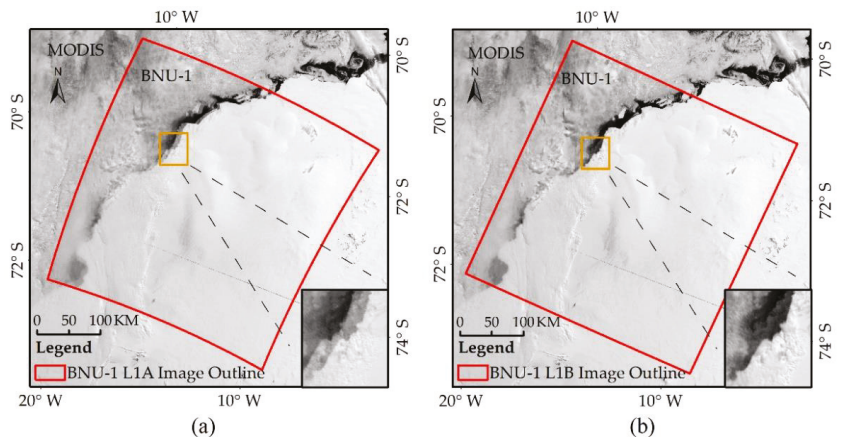 10° W
MODIS
N
BNU-1
70° S
70° S
72° S
72° S
74° S
0 50 100 KM
Legend
BNU-1 L1A Image Outline
20° W
10° W
(a)
10° W
MODIS
N
BNU-1
70° S
70° S
72° S
72° S
74° S
0 50 100 KM
Legend
BNU-1 L1B Image Outline
20° W
10° W
(b)